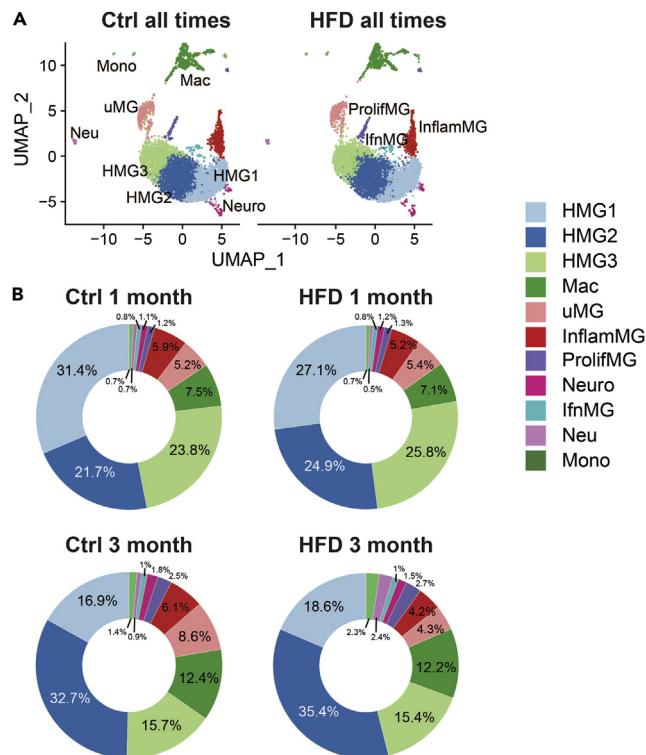 A
Ctrl all times
HFD all times
UMAP_2
10
5
0
−5
Mono
Mac
uMG
Neu
HMG3
HMG2
HMG1
Neuro
ProlifMG
IfnMG
InflamMG
−10
−5
0
5
−10
−5
0
5
UMAP_1
HMG1
HMG2
HMG3
Mac
uMG
InflamMG
ProlifMG
Neuro
IfnMG
Neu
Mono
B
Ctrl 1 month
0.8%
1.1%
1.2%
5.9%
5.2%
7.5%
23.8%
21.7%
31.4%
0.7%
0.7%
HFD 1 month
0.8%
1.2%
1.3%
5.2%
5.4%
7.1%
25.8%
24.9%
27.1%
0.7%
0.5%
Ctrl 3 month
1%
1.8%
2.5%
6.1%
8.6%
12.4%
15.7%
32.7%
16.9%
1.4%
0.9%
HFD 3 month
1%
1.5%
2.7%
4.2%
4.3%
12.2%
15.4%
35.4%
18.6%
2.3%
2.4%